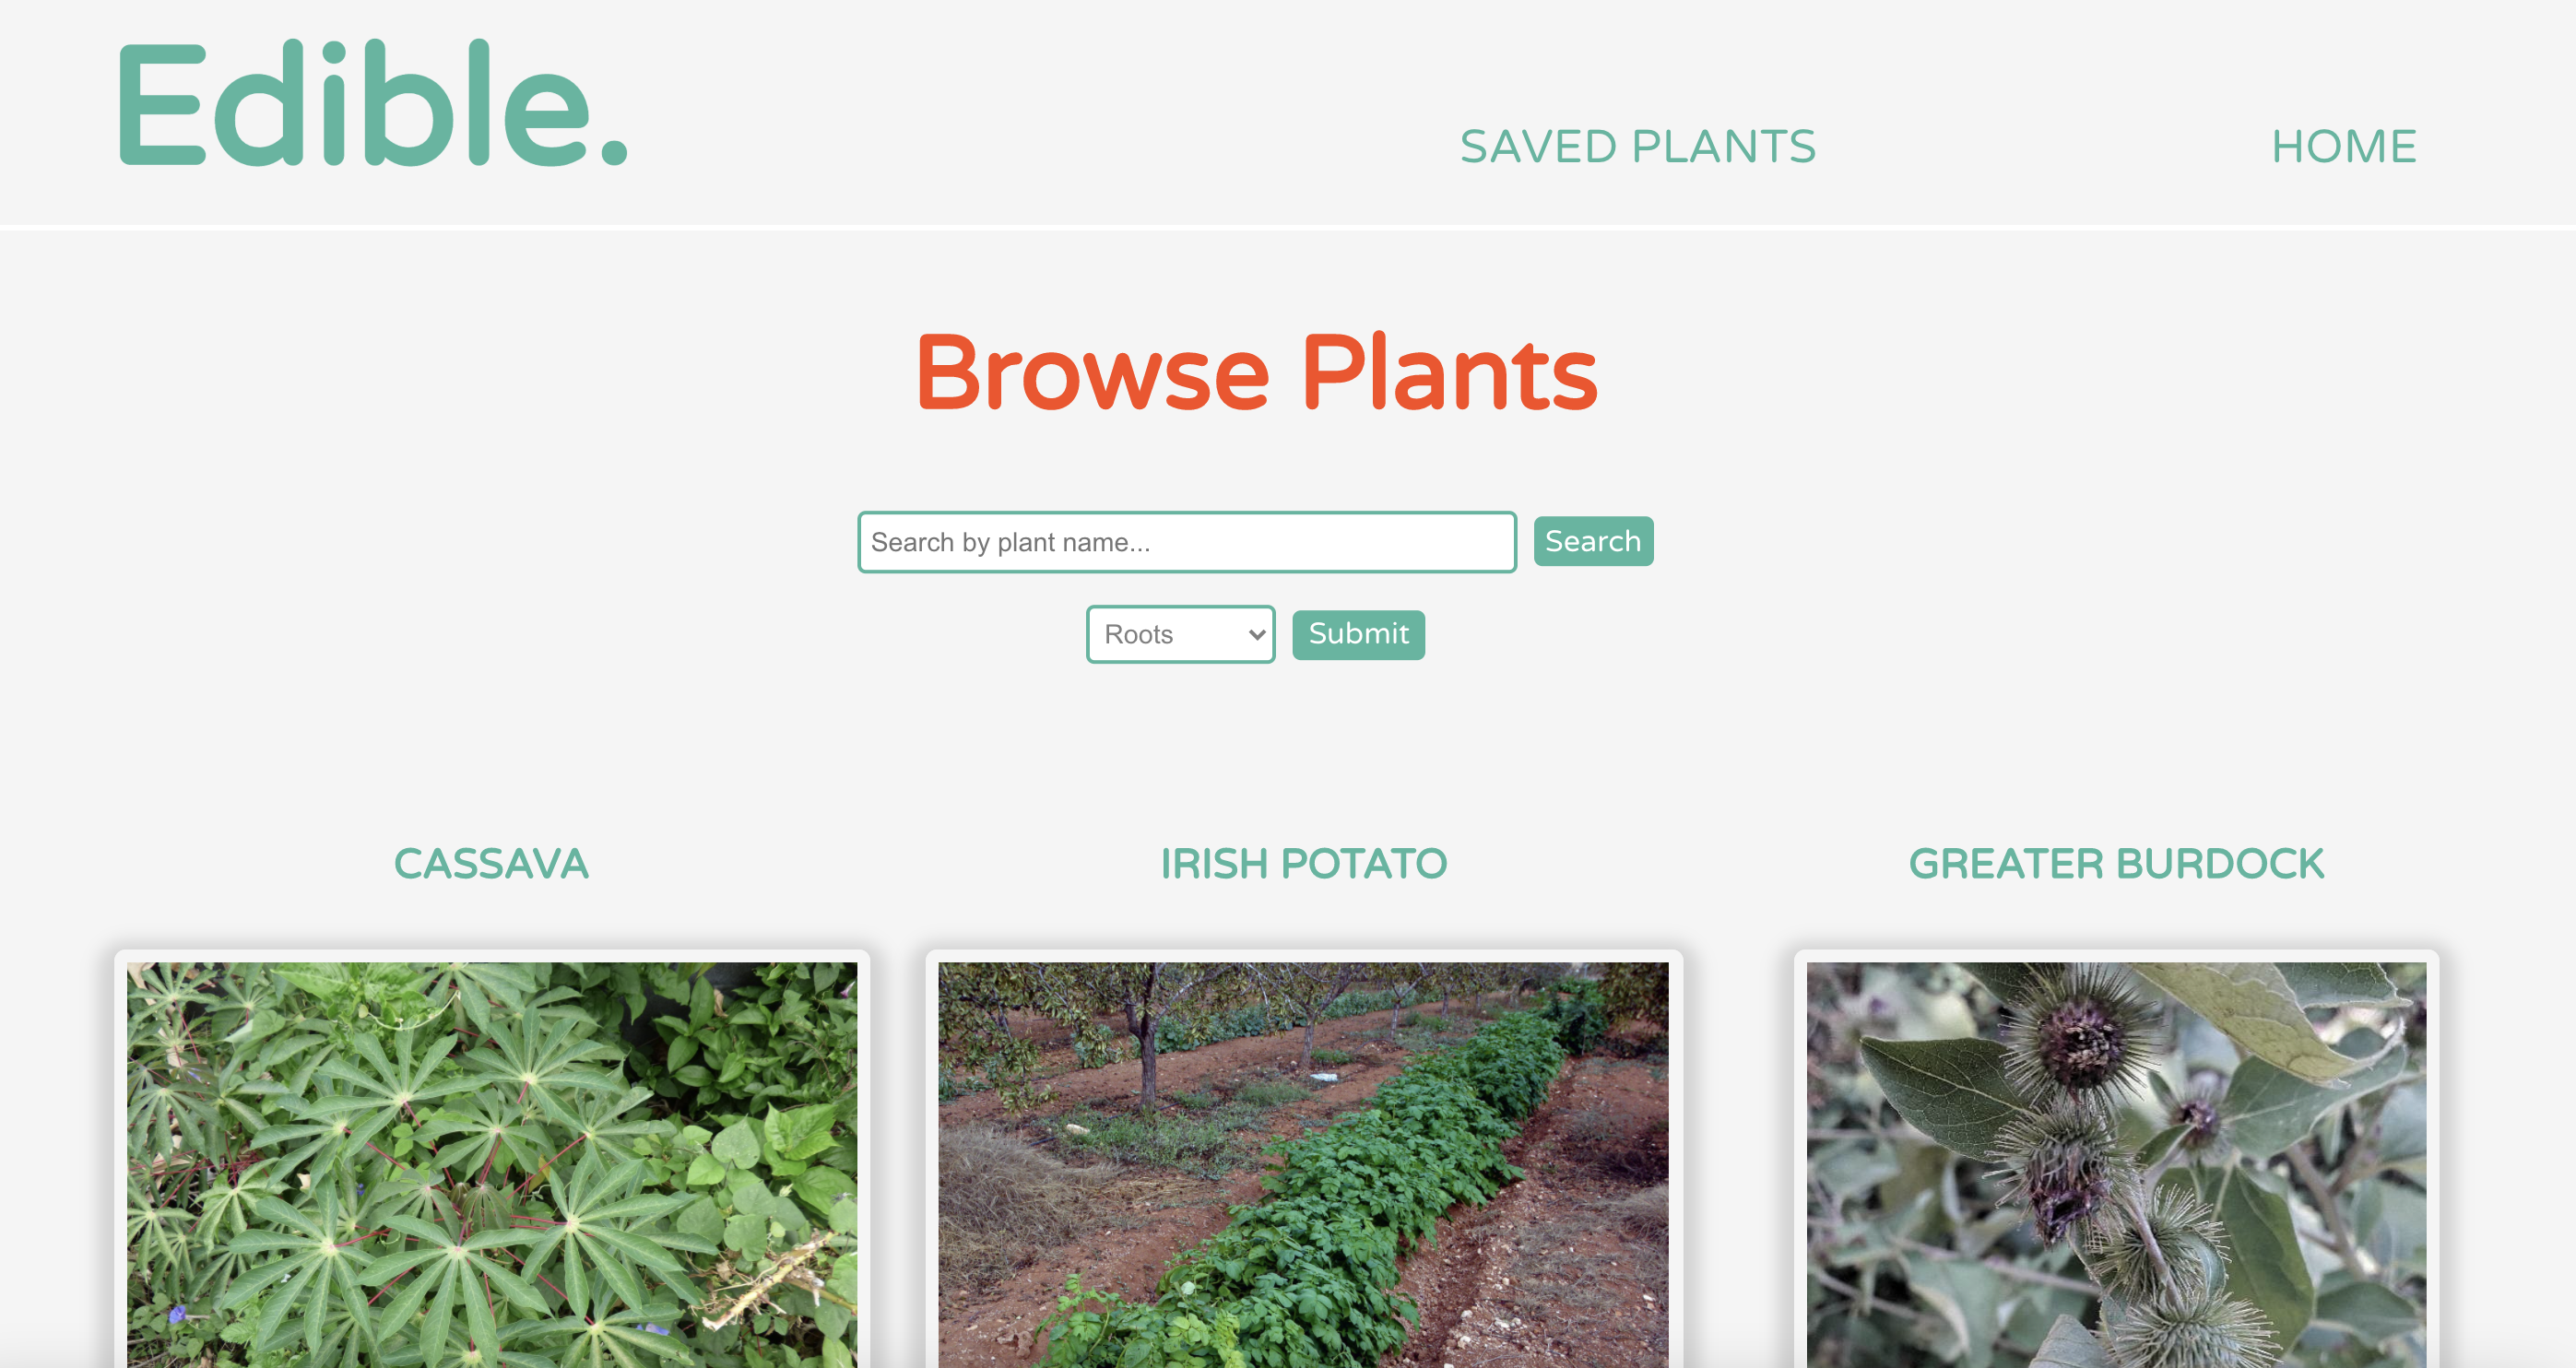 Edible.
SAVED PLANTS
HOME
Browse Plants
Search by plant name...
Search
Roots
Submit
CASSAVA
IRISH POTATO
GREATER BURDOCK